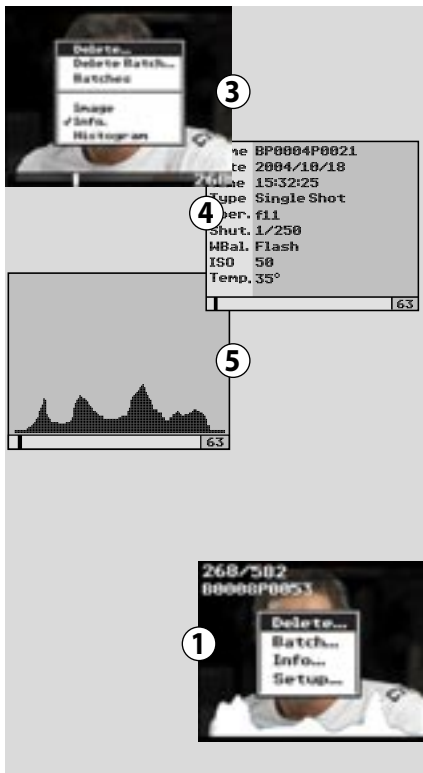 Delete...
Delete Batch...
Batches
Image
✓Info.
Histogram
268
3
me BP0004P0021
te 2004/10/18
me 15:32:25
Type Single Shot
4
per. f11
Shut. 1/250
WBal. Flash
ISO 50
Temp. 35°
63
5
63
268/502
B0008P0053
Delete...
Batch...
Info...
Setup...
1